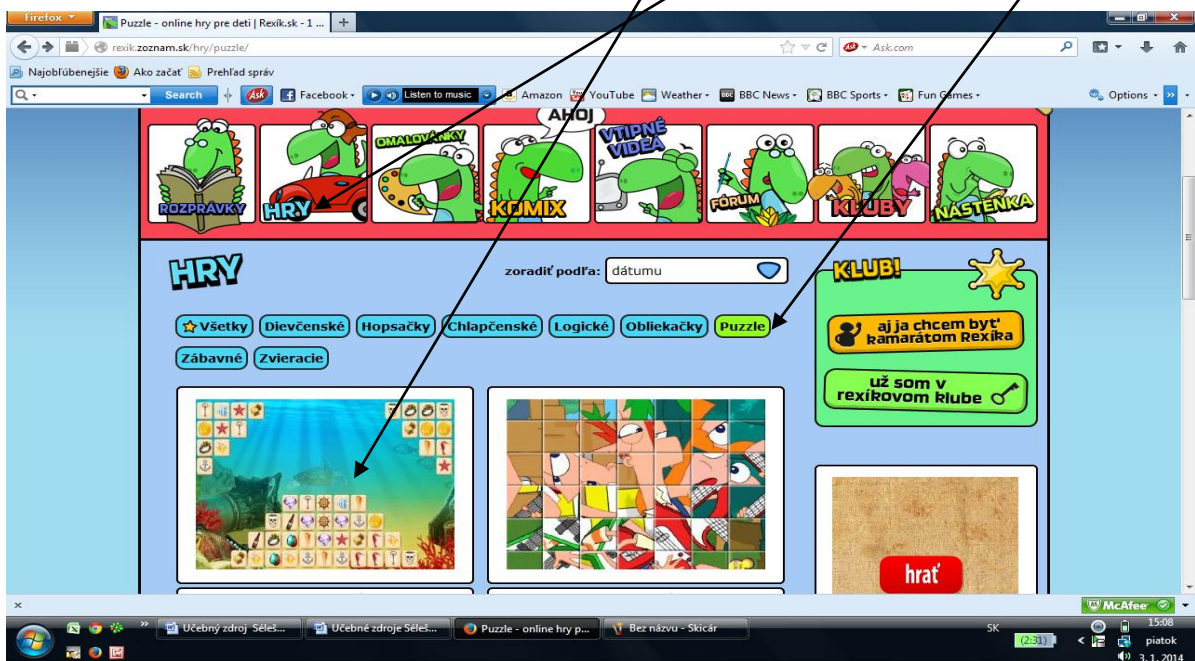 Firefox
Puzzle - online hry pre deti | Rexík.sk - 1 ...
rexik.zoznam.sk/hry/puzzle/
Ask.com
Najobľúbenejšie Ako začať Prehľad správ
Search Ask Facebook Listen to music Amazon YouTube Weather BBC News BBC Sports Fun Games Options
AHOJ
ROZPRÁVKY
HRY
OMALOVÁNKY
KOMIX
VTIPNÉ
VIDEÁ
FÓRUM
KLUBY
NÁSTENKA
HRY
zoradiť podľa: dátumu
Všetky Dievčenské Hopsačky Chlapčenské Logické Obliekačky Puzzle
Zábavné Zvieracie
KLUB!
aj ja chcem byť
kamarátom Rexíka
už som v
rexíkovom klube
hrať
McAfee
Učebný zdroj Séleš... Učebné zdroje Séleš... Puzzle - online hry p... Bez názvu - Skicár
SK
(2:31)
15:08
piatok
3. 1. 2014